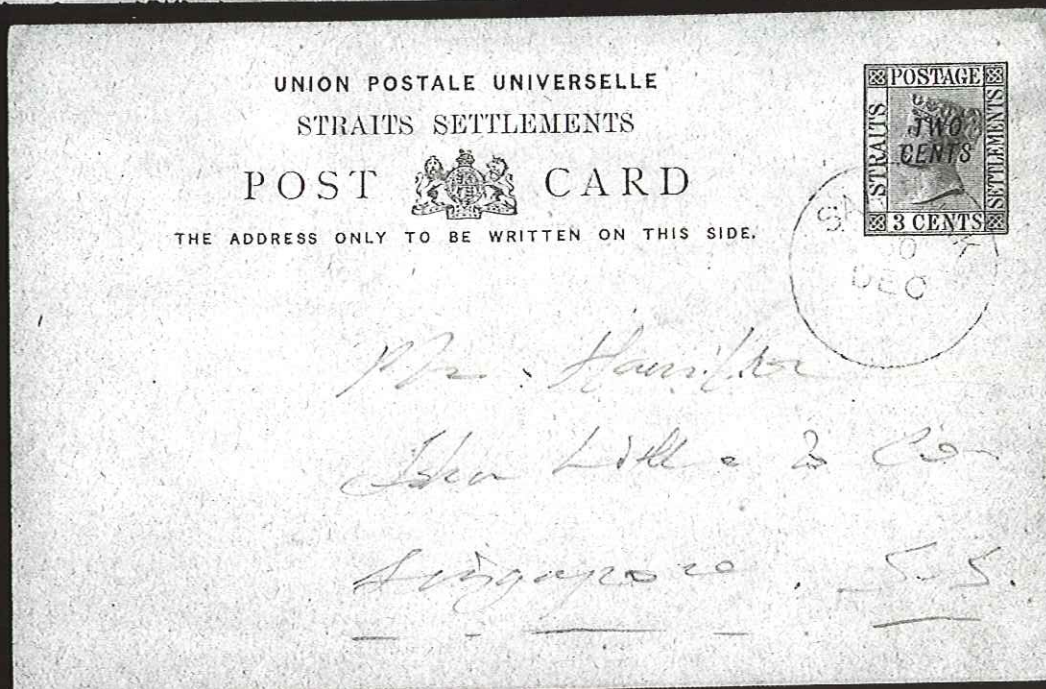 UNION POSTALE UNIVERSELLE
STRAITS SETTLEMENTS
POST CARD
THE ADDRESS ONLY TO BE WRITTEN ON THIS SIDE.
POSTAGE
STRAITS
SETTLEMENTS
TWO
CENTS
3 CENTS
DEC
Mr. Hamilton
John Little & Co
Singapore. S.S.